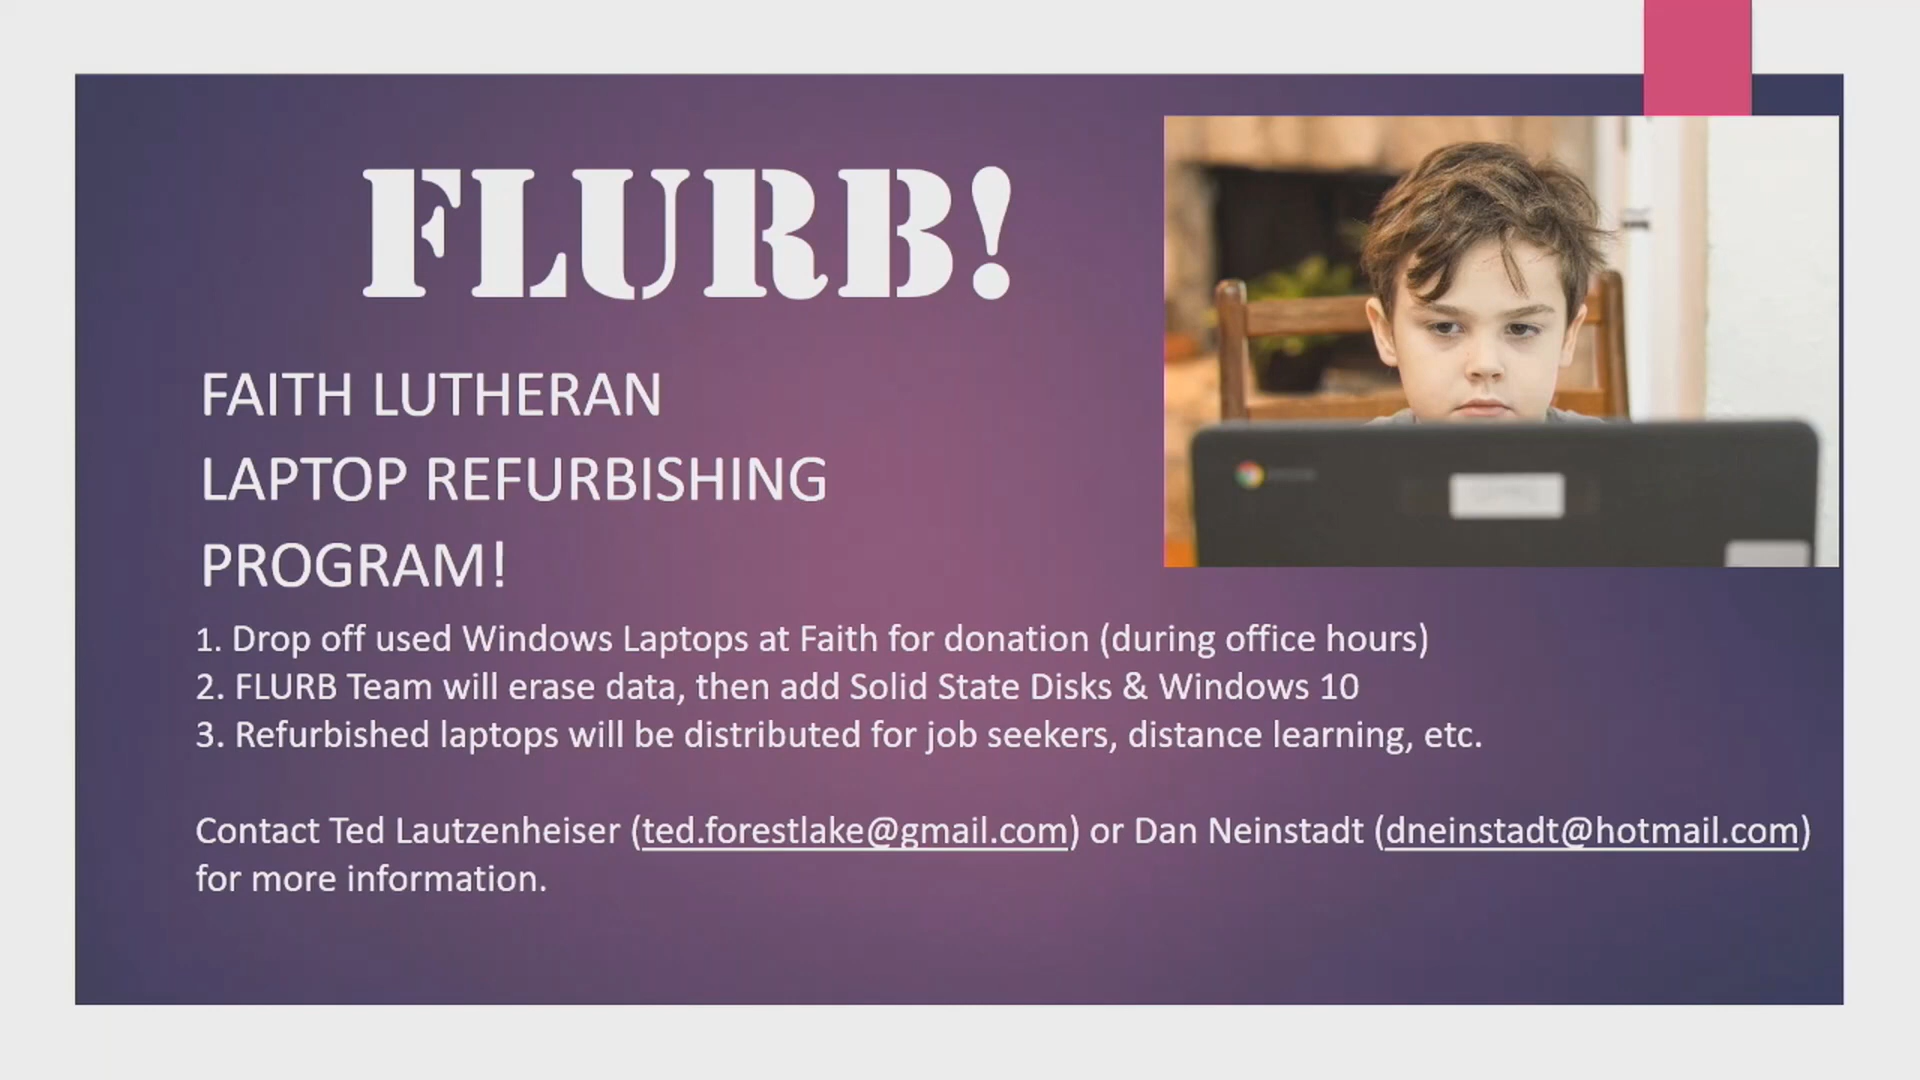 FLURB!
FAITH LUTHERAN
LAPTOP REFURBISHING
PROGRAM!
1. Drop off used Windows Laptops at Faith for donation (during office hours)
2. FLURB Team will erase data, then add Solid State Disks & Windows 10
3. Refurbished laptops will be distributed for job seekers, distance learning, etc.
Contact Ted Lautzenheiser (ted.forestlake@gmail.com) or Dan Neinstadt (dneinstadt@hotmail.com)
for more information.